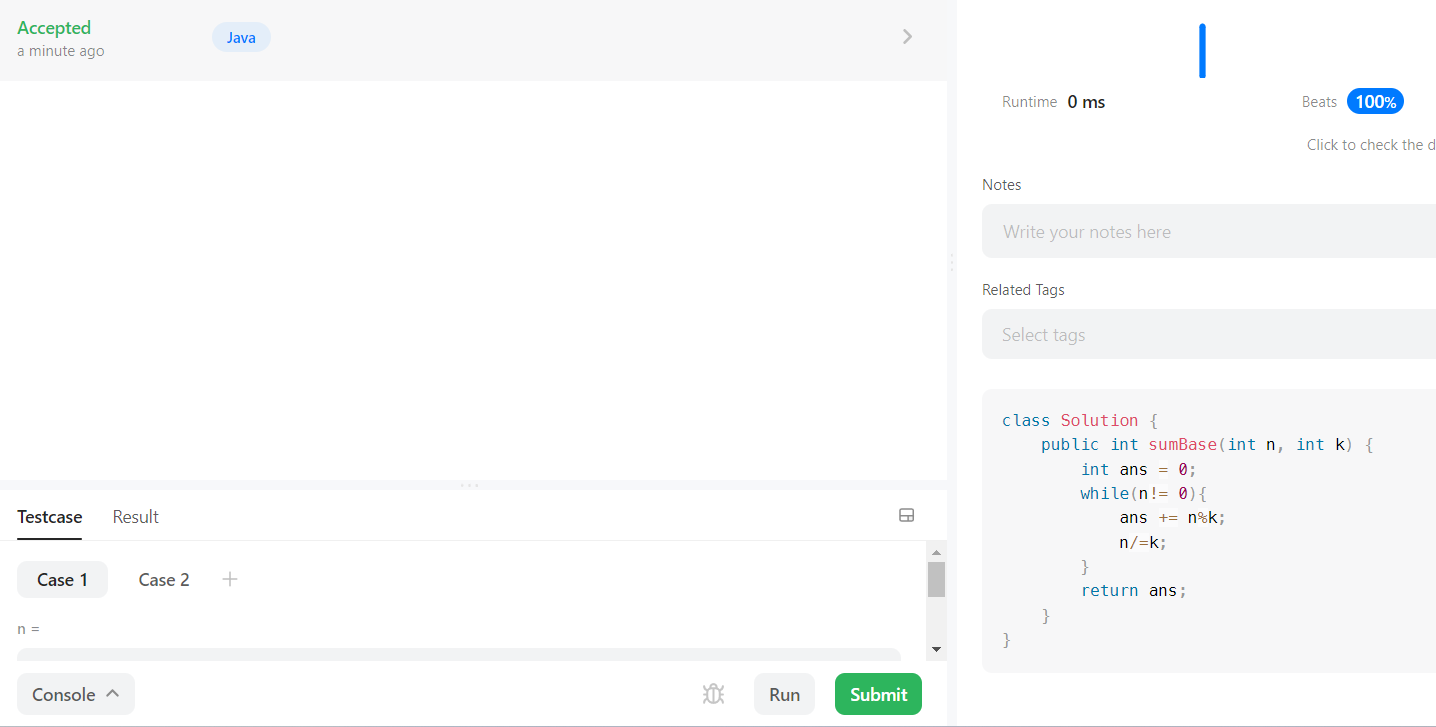 Accepted
a minute ago
Java
Testcase
Result
Case 1
Case 2
n =
Console
Run
Submit
Runtime 0 ms
Beats 100%
Click to check the d
Notes
Write your notes here
Related Tags
Select tags
class Solution {
    public int sumBase(int n, int k) {
        int ans = 0;
        while(n!= 0){
            ans += n%k;
            n/=k;
        }
        return ans;
    }
}